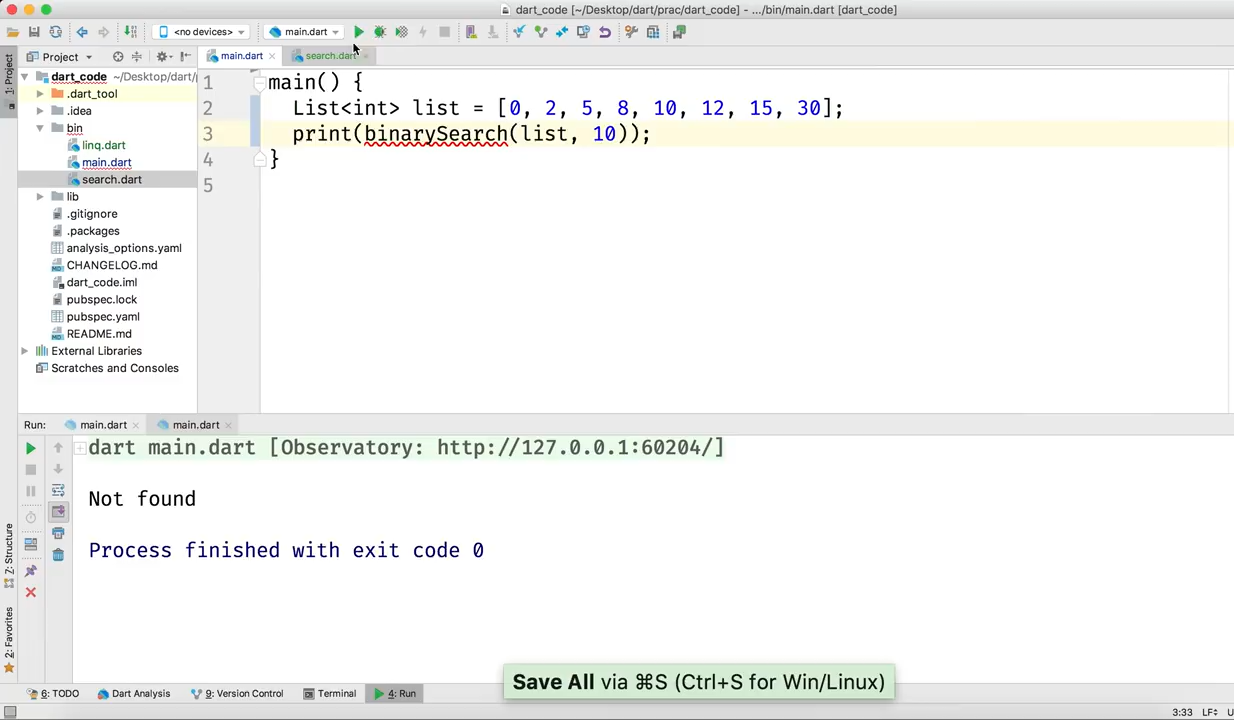 dart_code [~/Desktop/dart/prac/dart_code] - .../bin/main.dart [dart_code]
<no devices> main.dart
1: Project
Project
main.dart
search.dart
dart_code ~/Desktop/dart/
.dart_tool
.idea
bin
linq.dart
main.dart
search.dart
lib
.gitignore
.packages
analysis_options.yaml
CHANGELOG.md
dart_code.iml
pubspec.lock
pubspec.yaml
README.md
External Libraries
Scratches and Consoles
1 main() {
2 List<int> list = [0, 2, 5, 8, 10, 12, 15, 30];
3 print(binarySearch(list, 10));
4 }
5
Run: main.dart main.dart
dart main.dart [Observatory: http://127.0.0.1:60204/]
Not found
Process finished with exit code 0
Z: Structure
2: Favorites
Save All via ⌘S (Ctrl+S for Win/Linux)
6: TODO Dart Analysis 9: Version Control Terminal 4: Run
3:33 LF÷ U